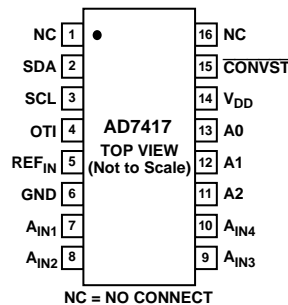 NC 1 16 NC
SDA 2 15 CONVST
SCL 3 14 VDD
OTI 4 AD7417 13 A0
REFIN 5 TOP VIEW (Not to Scale) 12 A1
GND 6 11 A2
AIN1 7 10 AIN4
AIN2 8 9 AIN3
NC = NO CONNECT